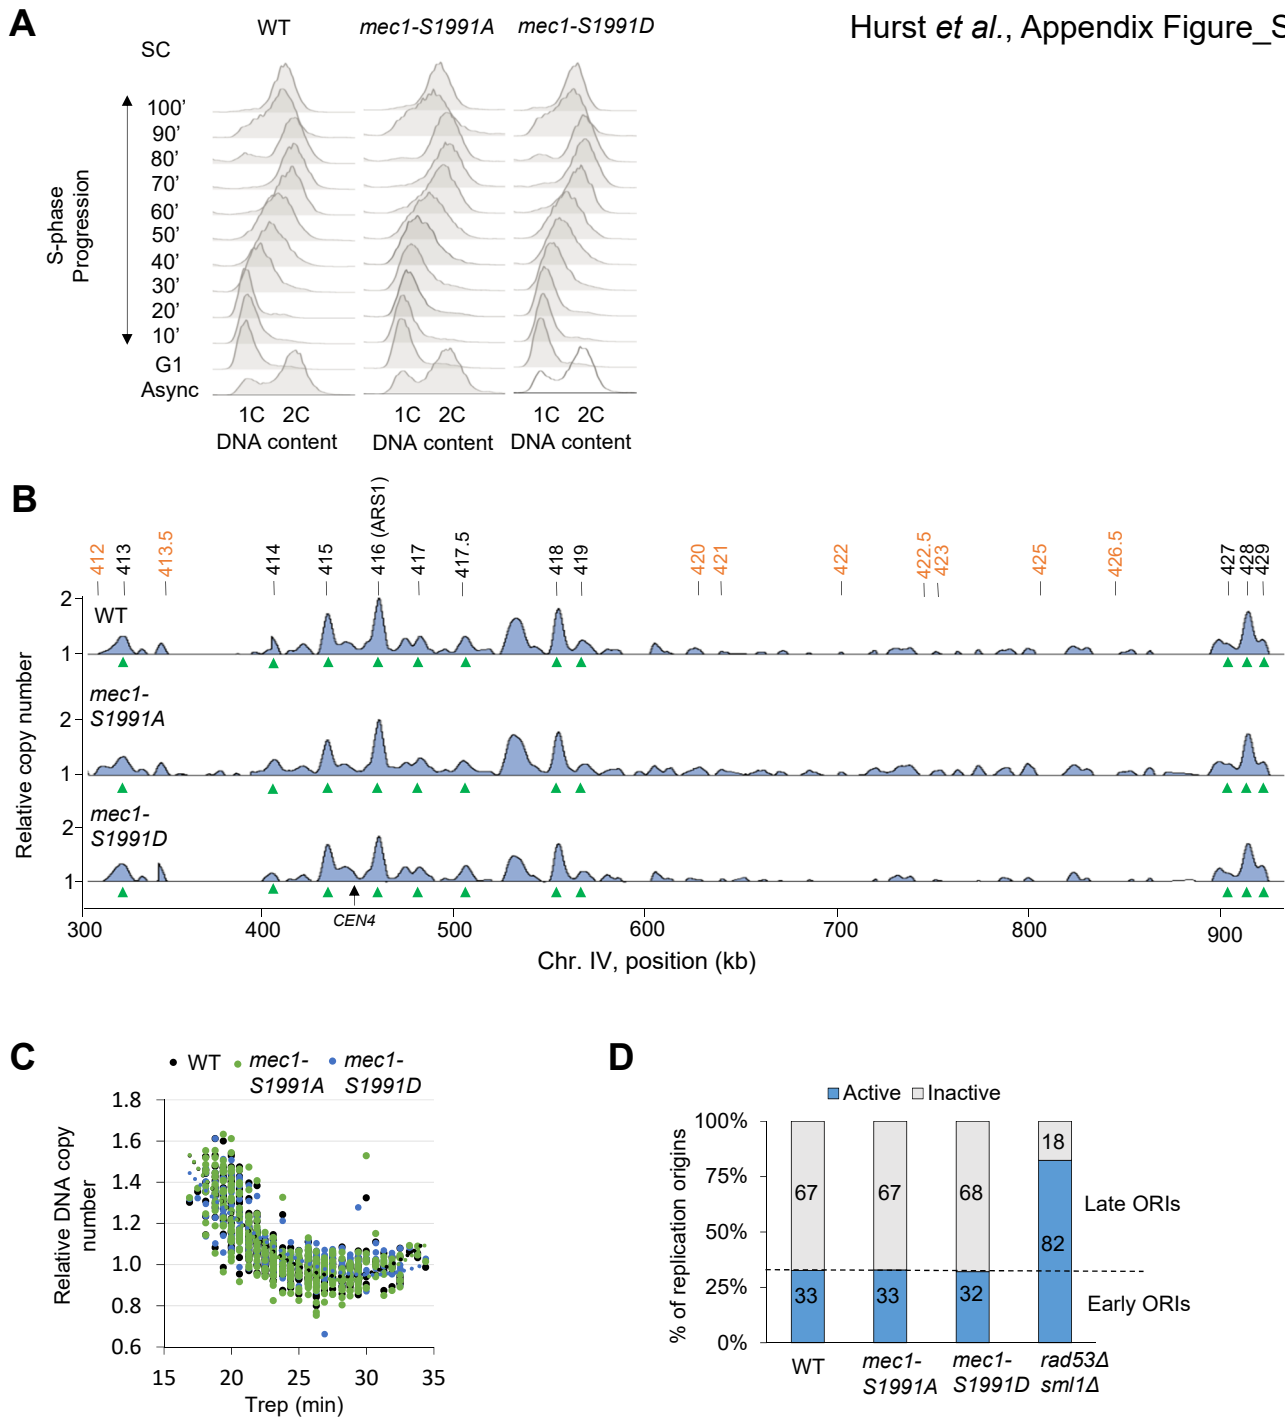 A
WT
mec1-S1991A
mec1-S1991D
Hurst et al., Appendix Figure_S
SC
100’
90’
80’
70’
60’
50’
40’
30’
20’
10’
G1
Async
S-phase
Progression
1C 2C
DNA content
1C 2C
DNA content
1C 2C
DNA content
B
412
413
413.5
414
415
416 (ARS1)
417
417.5
418
419
420
421
422
422.5
423
425
426.5
427
428
429
Relative copy number
2
WT
1
mec1-
S1991A
2
1
mec1-
S1991D
2
1
CEN4
300 400 500 600 700 800 900
Chr. IV, position (kb)
C
WT mec1-
S1991A
mec1-
S1991D
Relative DNA copy
number
1.8
1.6
1.4
1.2
1.0
0.8
0.6
15 20 25 30 35
Trep (min)
D
Active Inactive
% of replication origins
100%
75%
50%
25%
0%
67
33
67
33
68
32
18
82
Late ORIs
Early ORIs
WT
mec1-
S1991A
mec1-
S1991D
rad53Δ
sml1Δ